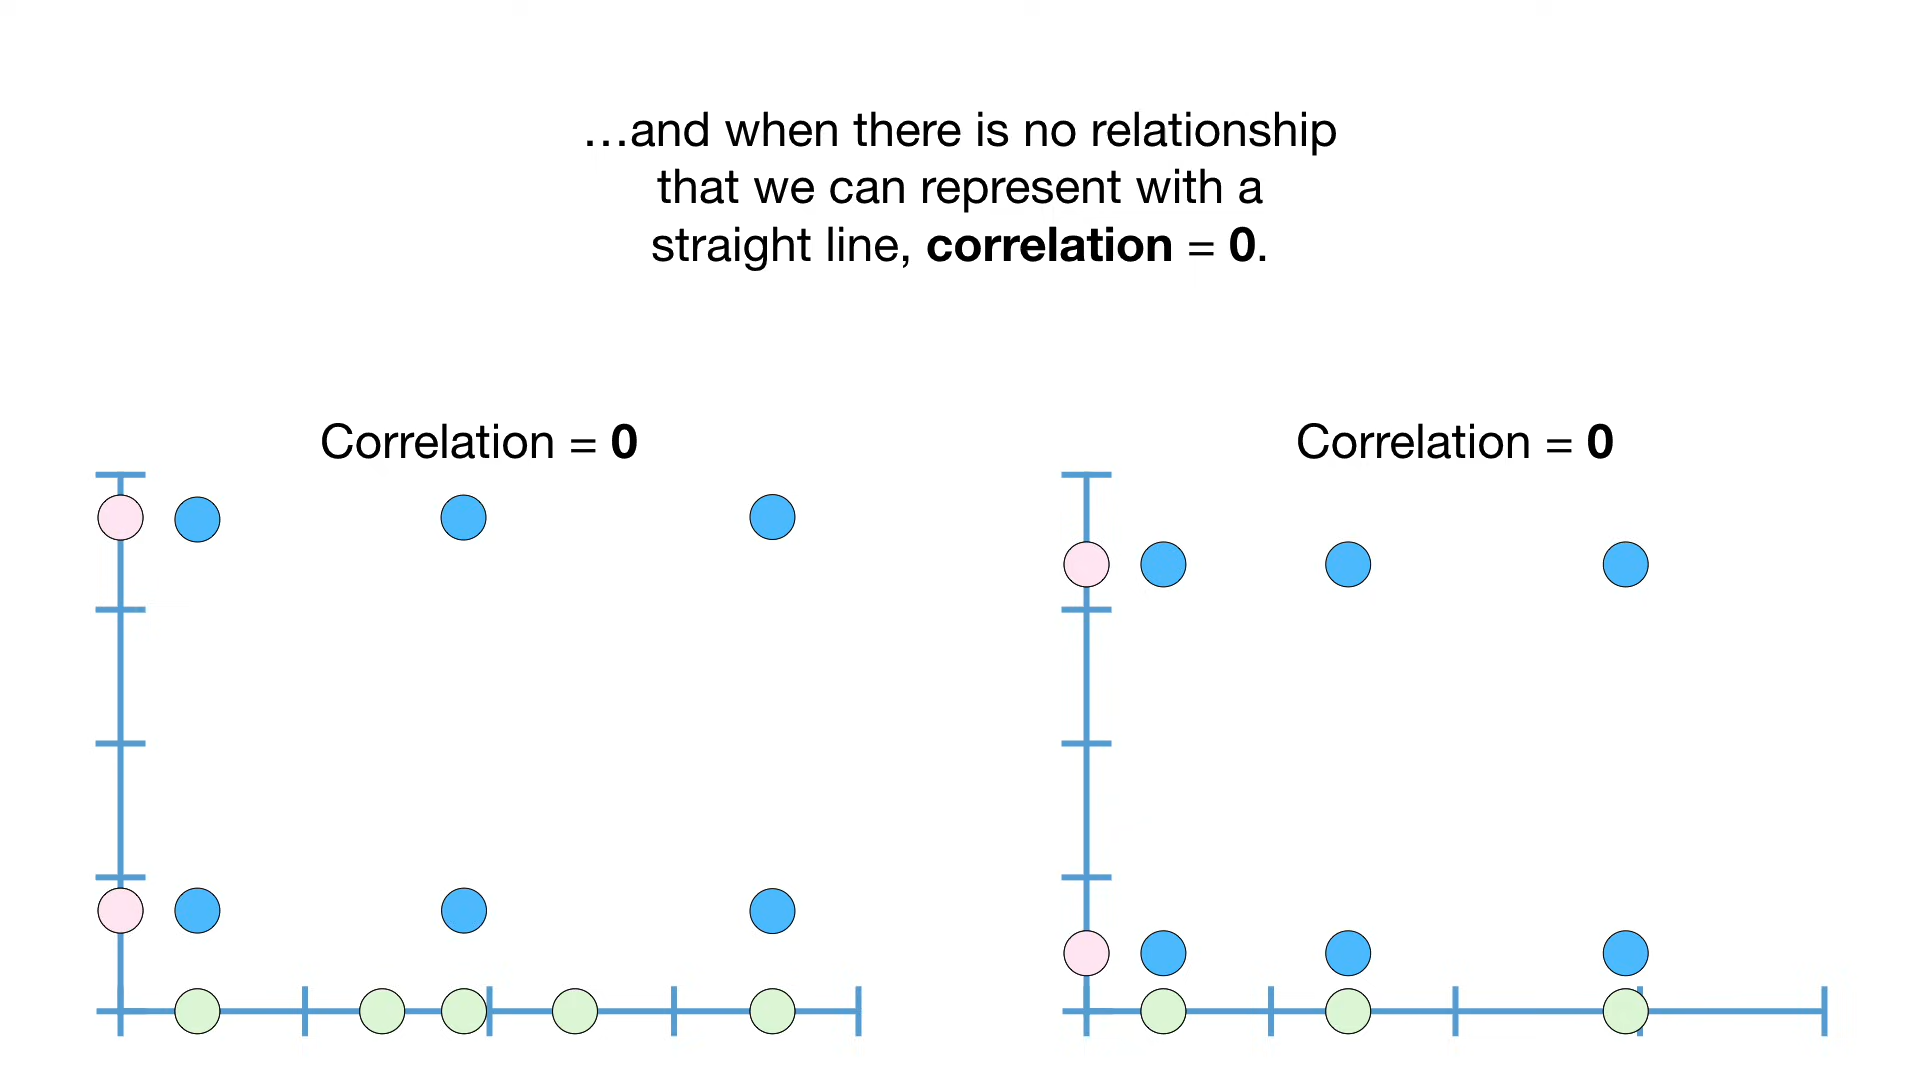 …and when there is no relationship
that we can represent with a
straight line, correlation = 0.
Correlation = 0
Correlation = 0